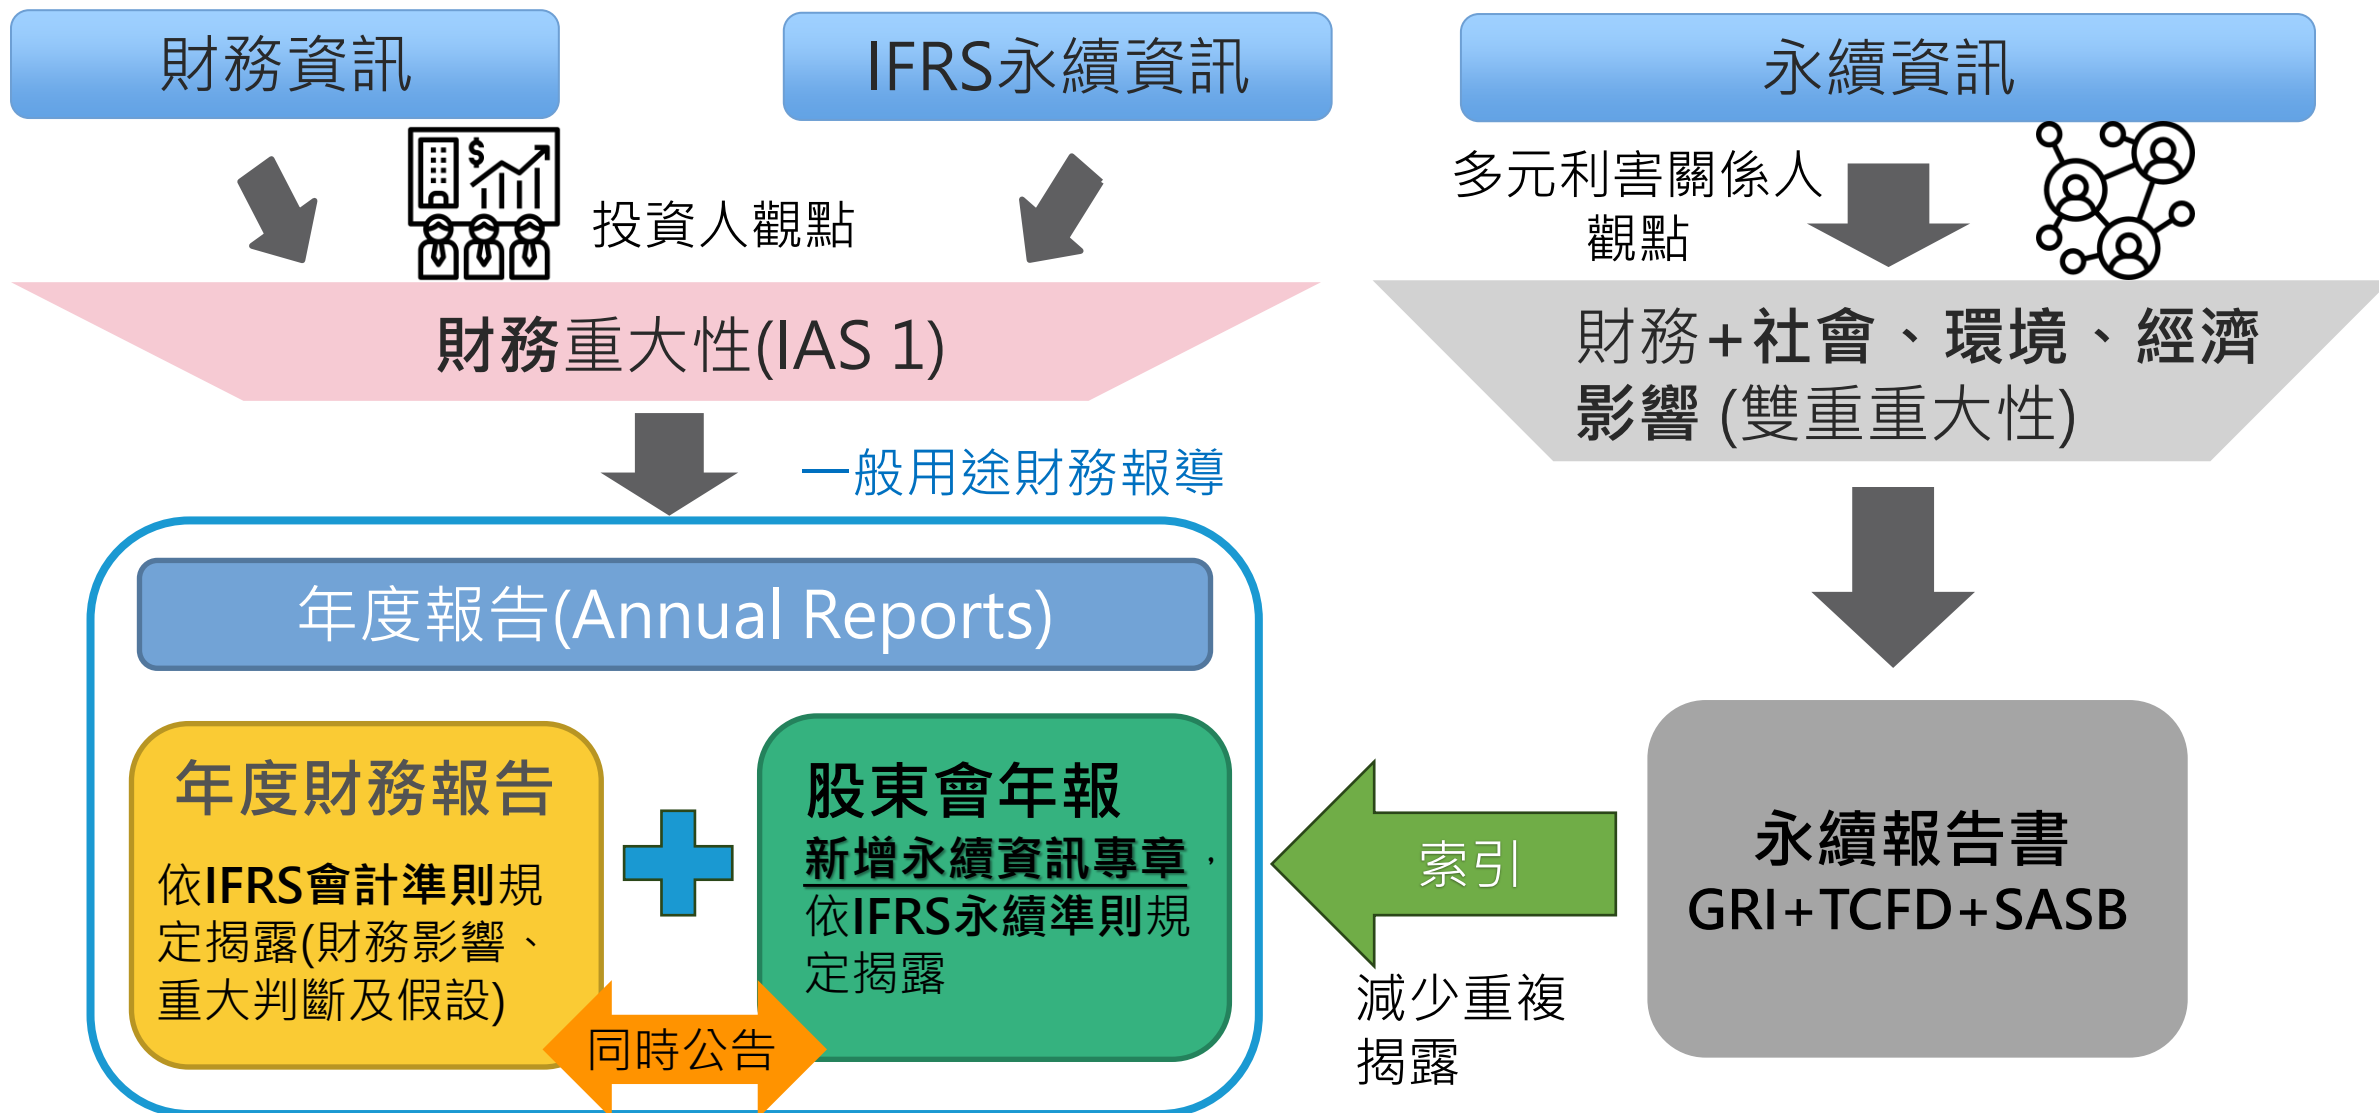 財務資訊
IFRS永續資訊
永續資訊
投資人觀點
多元利害關係人
觀點
財務重大性(IAS 1)
財務+社會、環境、經濟
影響 (雙重重大性)
一般用途財務報導
年度報告(Annual Reports)
年度財務報告
依IFRS會計準則規
定揭露(財務影響、
重大判斷及假設)
股東會年報
新增永續資訊專章，
依IFRS永續準則規
定揭露
同時公告
索引
減少重複
揭露
永續報告書
GRI+TCFD+SASB